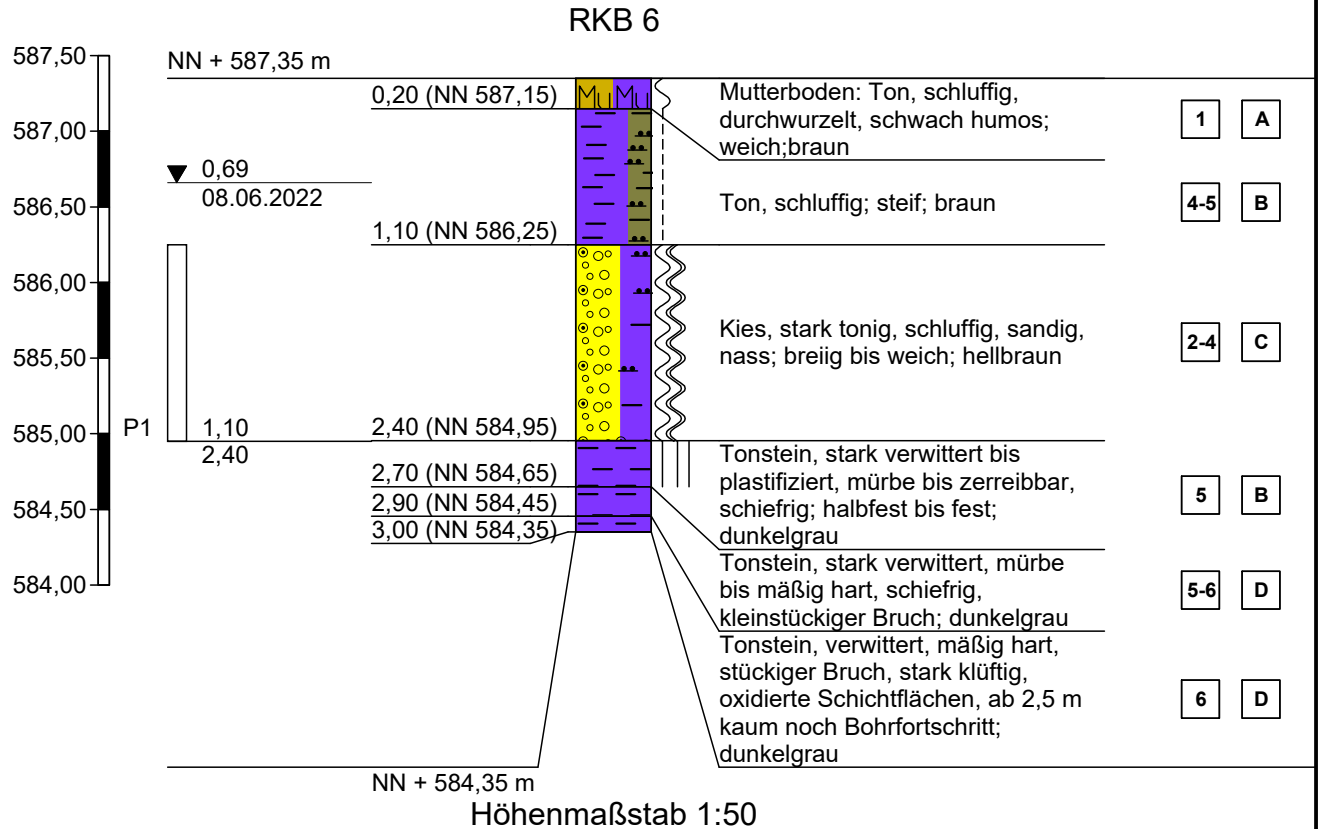 RKB 6
587,50
587,00
586,50
586,00
585,50
585,00
584,50
584,00
NN + 587,35 m
0,69
08.06.2022
P1
1,10
2,40
0,20 (NN 587,15)
1,10 (NN 586,25)
2,40 (NN 584,95)
2,70 (NN 584,65)
2,90 (NN 584,45)
3,00 (NN 584,35)
Mu Mu
Mutterboden: Ton, schluffig,
durchwurzelt, schwach humos;
weich;braun
1 A
Ton, schluffig; steif; braun
4-5 B
Kies, stark tonig, schluffig, sandig,
nass; breiig bis weich; hellbraun
2-4 C
Tonstein, stark verwittert bis
plastifiziert, mürbe bis zerreibbar,
schiefrig; halbfest bis fest;
dunkelgrau
5 B
Tonstein, stark verwittert, mürbe
bis mäßig hart, schiefrig,
kleinstückiger Bruch; dunkelgrau
5-6 D
Tonstein, verwittert, mäßig hart,
stückiger Bruch, stark klüftig,
oxidierte Schichtflächen, ab 2,5 m
kaum noch Bohrfortschritt;
dunkelgrau
6 D
NN + 584,35 m
Höhenmaßstab 1:50